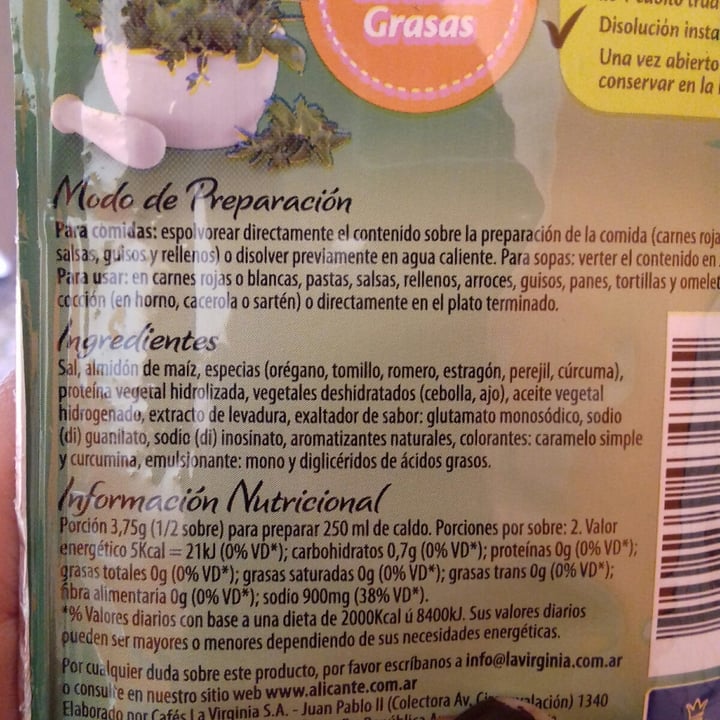 Grasas
Disolución insta
Una vez abierto
conservar en la
Modo de Preparación
Para comidas: espolvorear directamente el contenido sobre la preparación de la comida (carnes roja
salsas, guisos y rellenos) o disolver previamente en agua caliente. Para sopas: verter el contenido en
Para usar: en carnes rojas o blancas, pastas, salsas, rellenos, arroces, guisos, panes, tortillas y omelet
cocción (en horno, cacerola o sartén) o directamente en el plato terminado.
Ingredientes
Sal, almidón de maíz, especias (orégano, tomillo, romero, estragón, perejil, cúrcuma),
proteína vegetal hidrolizada, vegetales deshidratados (cebolla, ajo), aceite vegetal
hidrogenado, extracto de levadura, exaltador de sabor: glutamato monosódico, sodio
(di) guanilato, sodio (di) inosinato, aromatizantes naturales, colorantes: caramelo simple
y curcumina, emulsionante: mono y diglicéridos de ácidos grasos.
Información Nutricional
Porción 3,75g (1/2 sobre) para preparar 250 ml de caldo. Porciones por sobre: 2. Valor
energético 5Kcal = 21kJ (0% VD*); carbohidratos 0,7g (0% VD*); proteínas 0g (0% VD*);
grasas totales 0g (0% VD*); grasas saturadas 0g (0% VD*); grasas trans 0g (0% VD*);
fibra alimentaria 0g (0% VD*); sodio 900mg (38% VD*).
*% Valores diarios con base a una dieta de 2000Kcal ú 8400kJ. Sus valores diarios
pueden ser mayores o menores dependiendo de sus necesidades energéticas.
Por cualquier duda sobre este producto, por favor escríbanos a info@lavirginia.com.ar
o consulte en nuestro sitio web www.alicante.com.ar
Elaborado por Cafés La Virginia S.A. - Juan Pablo II (Colectora Av. 1340